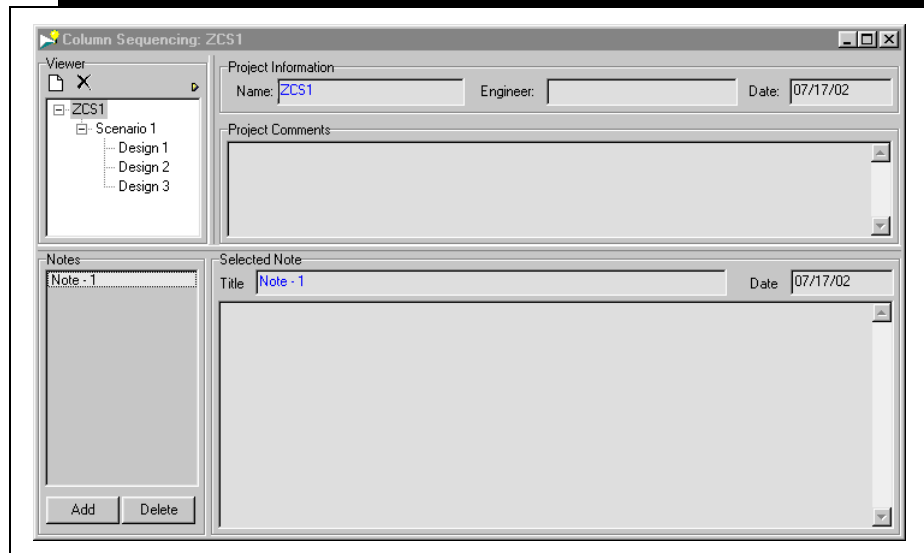 Column Sequencing: ZCS1
Viewer
ZCS1
Scenario 1
Design 1
Design 2
Design 3
Project Information
Name: ZCS1 Engineer: Date: 07/17/02
Project Comments
Notes
Note - 1
Add Delete
Selected Note
Title Note - 1 Date 07/17/02